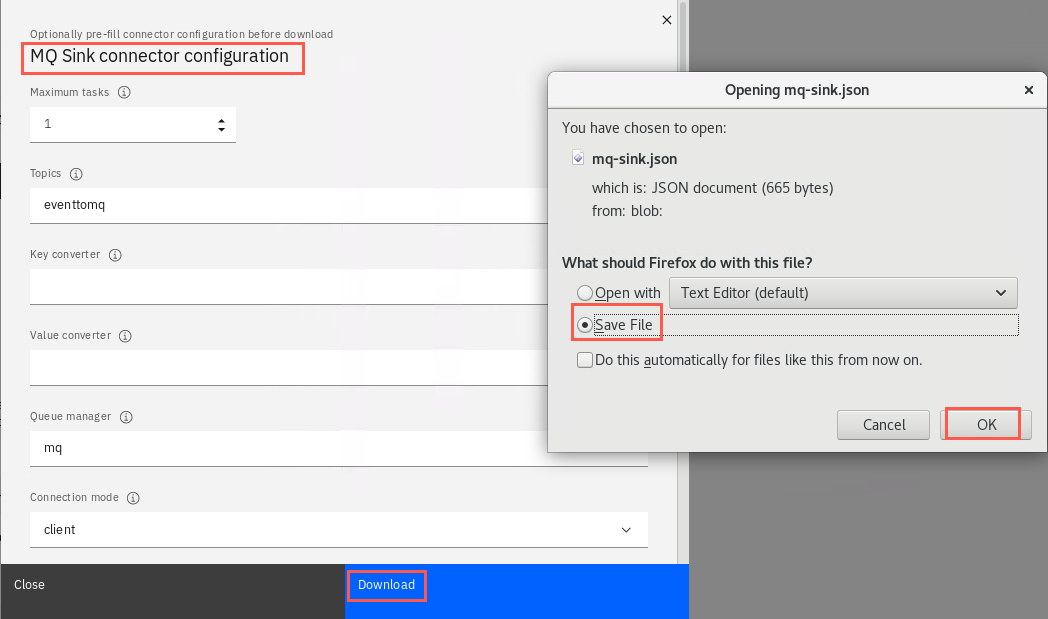 Optionally pre-fill connector configuration before download
MQ Sink connector configuration
Maximum tasks
1
Topics
eventtomq
Key converter
Value converter
Queue manager
mq
Connection mode
client
Close
Download
Opening mq-sink.json
You have chosen to open:
mq-sink.json
which is: JSON document (665 bytes)
from: blob:
What should Firefox do with this file?
Open with
Text Editor (default)
Save File
Do this automatically for files like this from now on.
Cancel
OK